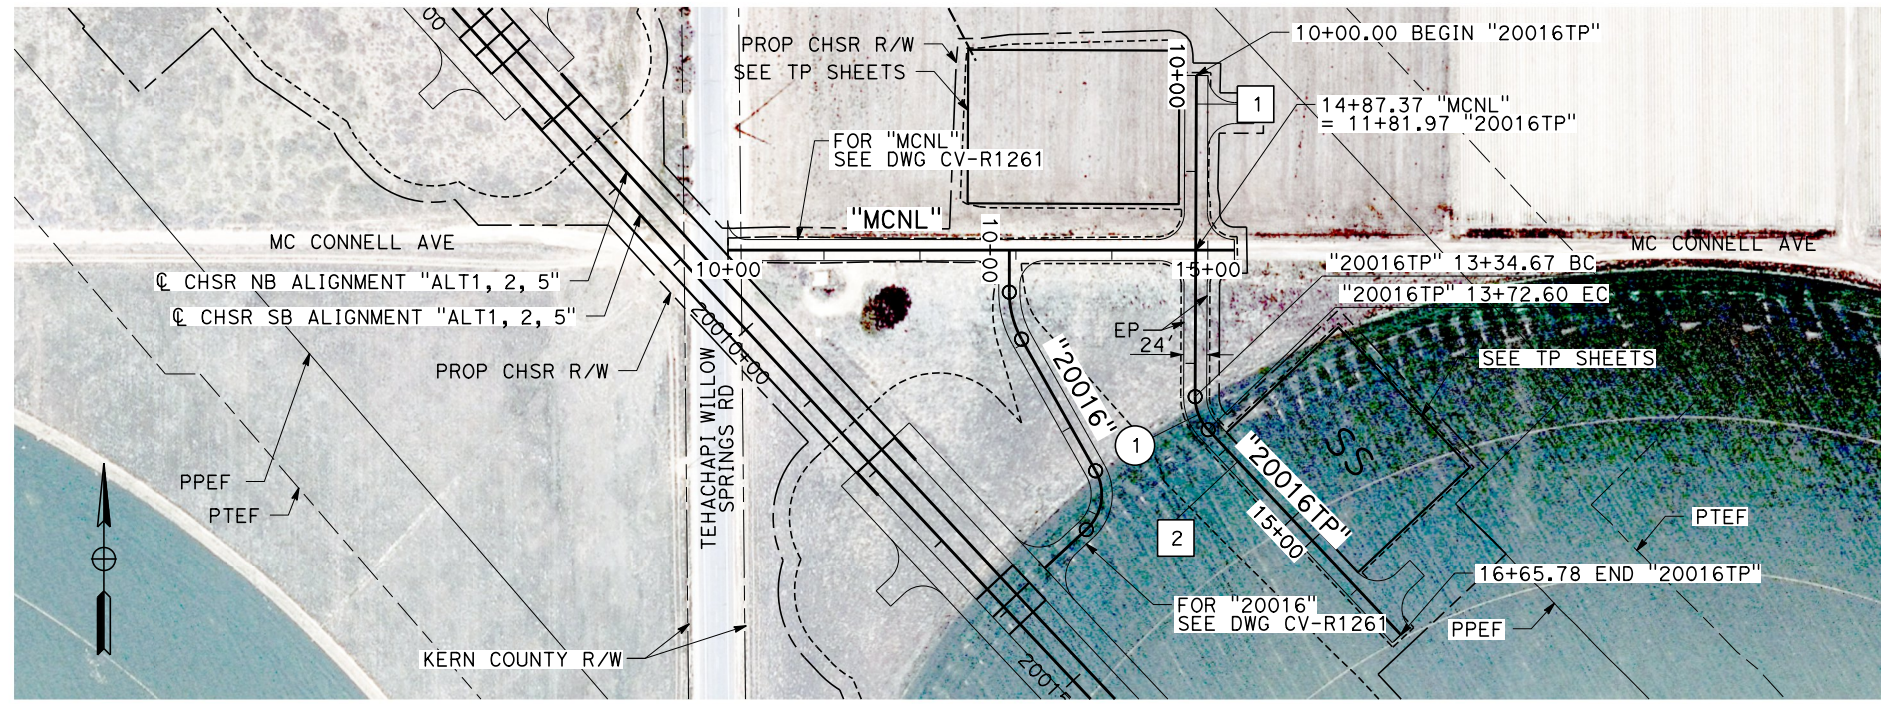 00
PROP CHSR R/W
SEE TP SHEETS
10+00
10+00.00 BEGIN "20016TP"
1
14+87.37 "MCNL"
= 11+81.97 "20016TP"
FOR "MCNL"
SEE DWG CV-R1261
"MCNL"
MC CONNELL AVE
10+00
10+00
15+00
MC CONNELL AVE
"20016TP" 13+34.67 BC
"20016TP" 13+72.60 EC
℄ CHSR NB ALIGNMENT "ALT1, 2, 5"
℄ CHSR SB ALIGNMENT "ALT1, 2, 5"
20010+00
EP
24'
SEE TP SHEETS
PROP CHSR R/W
TEHACHAPI WILLOW
SPRINGS RD
"20016"
1
SS
"20016TP"
15+00
PPEF
PTEF
2
PTEF
16+65.78 END "20016TP"
FOR "20016"
SEE DWG CV-R1261
PPEF
KERN COUNTY R/W
20015